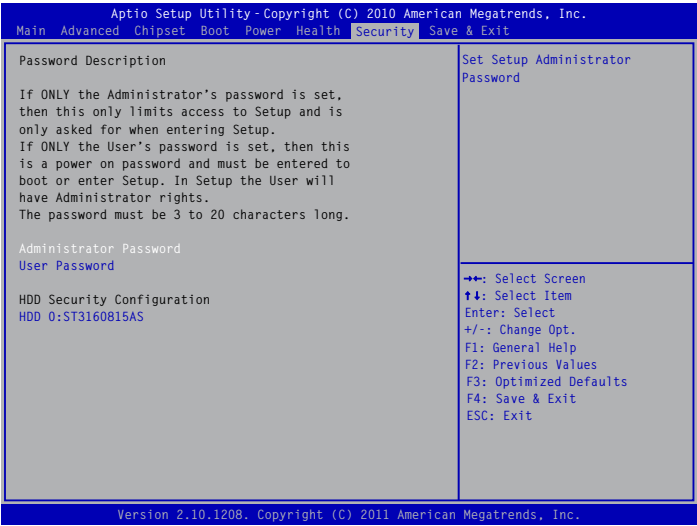 Aptio Setup Utility - Copyright (C) 2010 American Megatrends, Inc.
Main Advanced Chipset Boot Power Health Security Save & Exit
Password Description
If ONLY the Administrator's password is set,
then this only limits access to Setup and is
only asked for when entering Setup.
If ONLY the User's password is set, then this
is a power on password and must be entered to
boot or enter Setup. In Setup the User will
have Administrator rights.
The password must be 3 to 20 characters long.
Administrator Password
User Password
HDD Security Configuration
HDD 0:ST3160815AS
Set Setup Administrator
Password
→←: Select Screen
↑↓: Select Item
Enter: Select
+/-: Change Opt.
F1: General Help
F2: Previous Values
F3: Optimized Defaults
F4: Save & Exit
ESC: Exit
Version 2.10.1208. Copyright (C) 2011 American Megatrends, Inc.